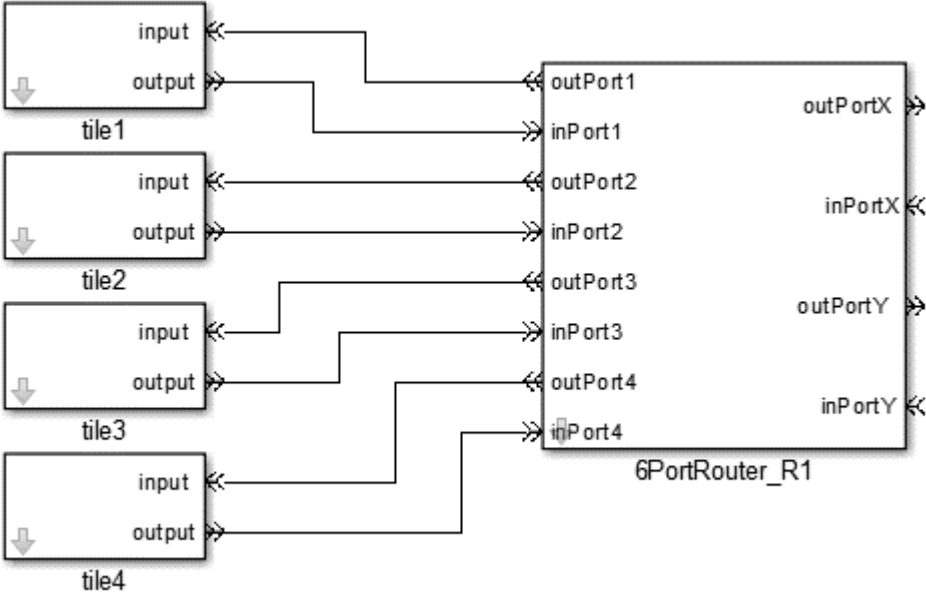 input
output
tile1
input
output
tile2
input
output
tile3
input
output
tile4
outPort1
inPort1
outPort2
inPort2
outPort3
inPort3
outPort4
inPort4
outPortX
inPortX
outPortY
inPortY
6PortRouter_R1